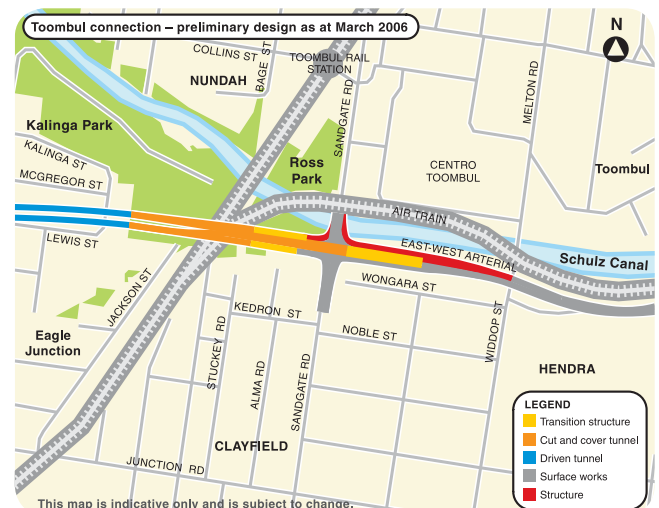 Toombul connection – preliminary design as at March 2006
N
COLLINS ST
BAGE ST
TOOMBUL RAIL
STATION
NUNDAH
SANDGATE RD
MELTON RD
Kalinga Park
KALINGA ST
MCGREGOR ST
Ross
Park
CENTRO
TOOMBUL
Toombul
AIR TRAIN
LEWIS ST
EAST-WEST ARTERIAL
Schulz Canal
JACKSON ST
WONGARA ST
KEDRON ST
NOBLE ST
Eagle
Junction
STUCKEY RD
ALMA RD
SANDGATE RD
WIDDOP ST
HENDRA
CLAYFIELD
JUNCTION RD
LEGEND
Transition structure
Cut and cover tunnel
Driven tunnel
Surface works
Structure
This map is indicative only and is subject to change.